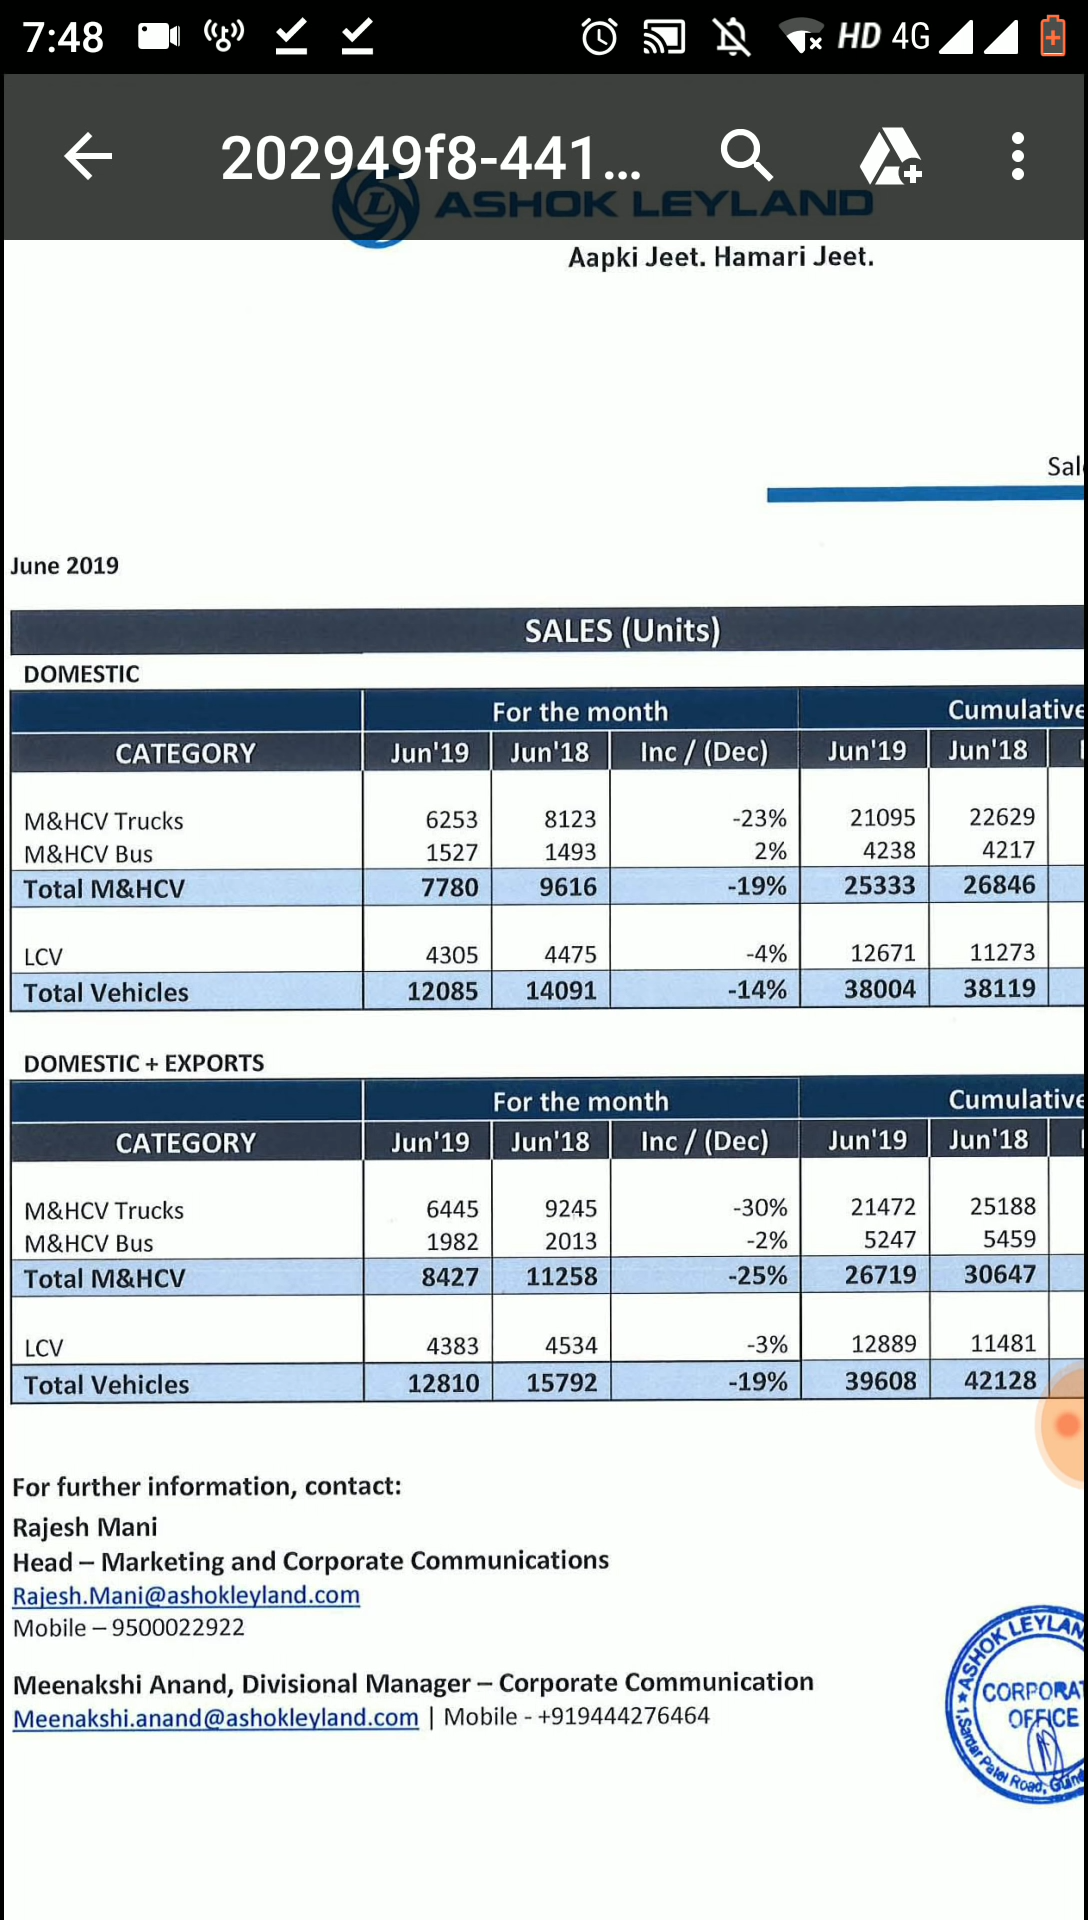 7:48 HD 4G
202949f8-441...
ASHOK LEYLAND
Aapki Jeet. Hamari Jeet.
June 2019
SALES (Units)
DOMESTIC
For the month Cumulative
CATEGORY Jun'19 Jun'18 Inc / (Dec) Jun'19 Jun'18
M&HCV Trucks 6253 8123 -23% 21095 22629
M&HCV Bus 1527 1493 2% 4238 4217
Total M&HCV 7780 9616 -19% 25333 26846
LCV 4305 4475 -4% 12671 11273
Total Vehicles 12085 14091 -14% 38004 38119
DOMESTIC + EXPORTS
For the month Cumulative
CATEGORY Jun'19 Jun'18 Inc / (Dec) Jun'19 Jun'18
M&HCV Trucks 6445 9245 -30% 21472 25188
M&HCV Bus 1982 2013 -2% 5247 5459
Total M&HCV 8427 11258 -25% 26719 30647
LCV 4383 4534 -3% 12889 11481
Total Vehicles 12810 15792 -19% 39608 42128
For further information, contact:
Rajesh Mani
Head – Marketing and Corporate Communications
Rajesh.Mani@ashokleyland.com
Mobile – 9500022922
Meenakshi Anand, Divisional Manager – Corporate Communication
Meenakshi.anand@ashokleyland.com | Mobile - +919444276464
ASHOK LEYLAN
CORPORAT
OFFICE
1, Sardar Patel Road,